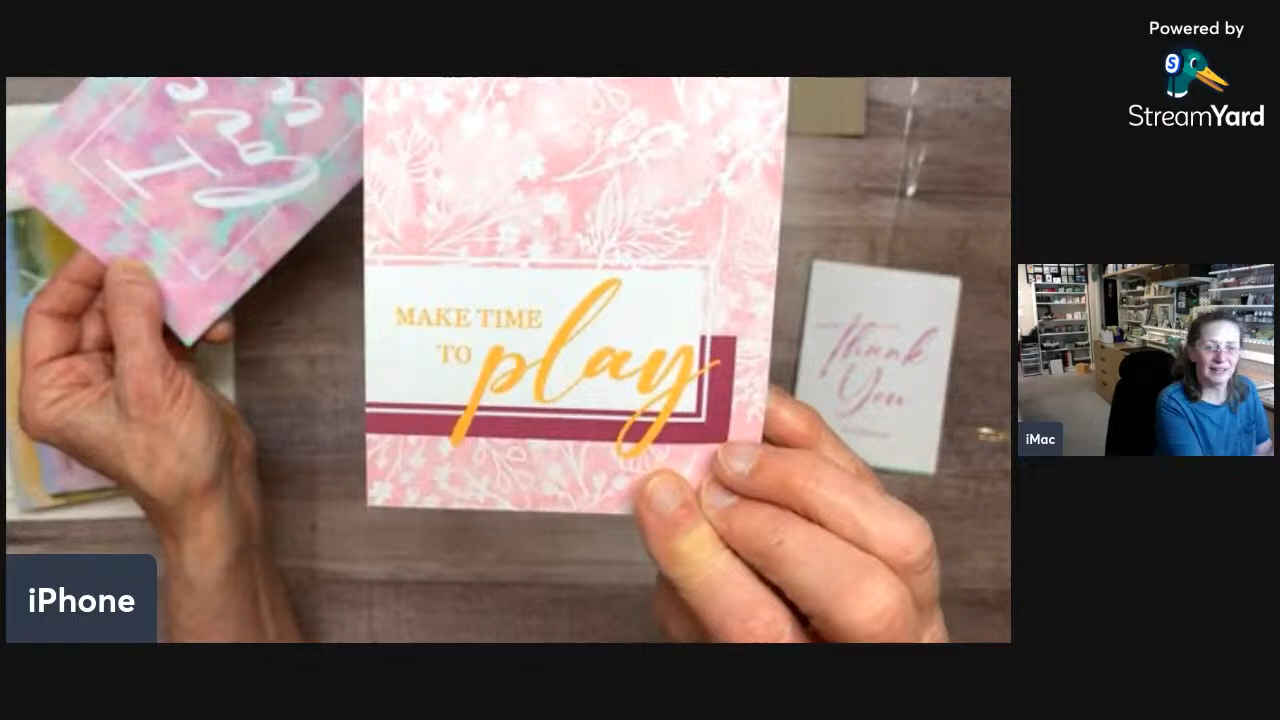 Powered by
S
StreamYard
MAKE TIME
TO play
Thank
You
iMac
iPhone